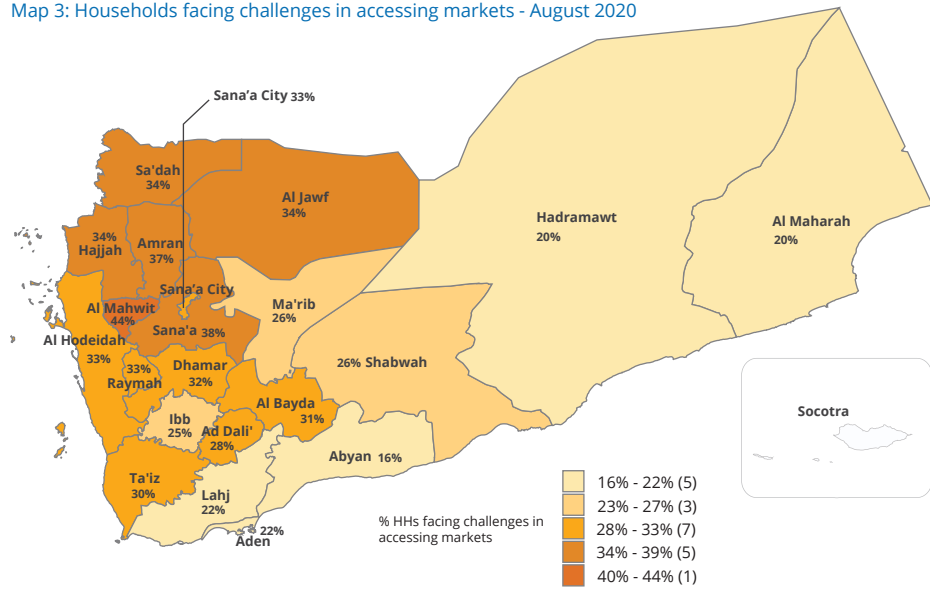 Map 3: Households facing challenges in accessing markets - August 2020
Sana'a City 33%
Sa'dah
34%
Al Jawf
34%
Hadramawt
20%
Al Maharah
20%
34%
Hajjah
Amran
37%
Sana'a City
Ma'rib
26%
Al Mahwit
44%
Sana'a 38%
Al Hodeidah
33%
33%
Raymah
Dhamar
32%
26% Shabwah
Al Bayda
31%
Ibb
25%
Ad Dali'
28%
Socotra
Abyan 16%
Ta'iz
30%
Lahj
22%
22%
Aden
% HHs facing challenges in
accessing markets
16% - 22% (5)
23% - 27% (3)
28% - 33% (7)
34% - 39% (5)
40% - 44% (1)